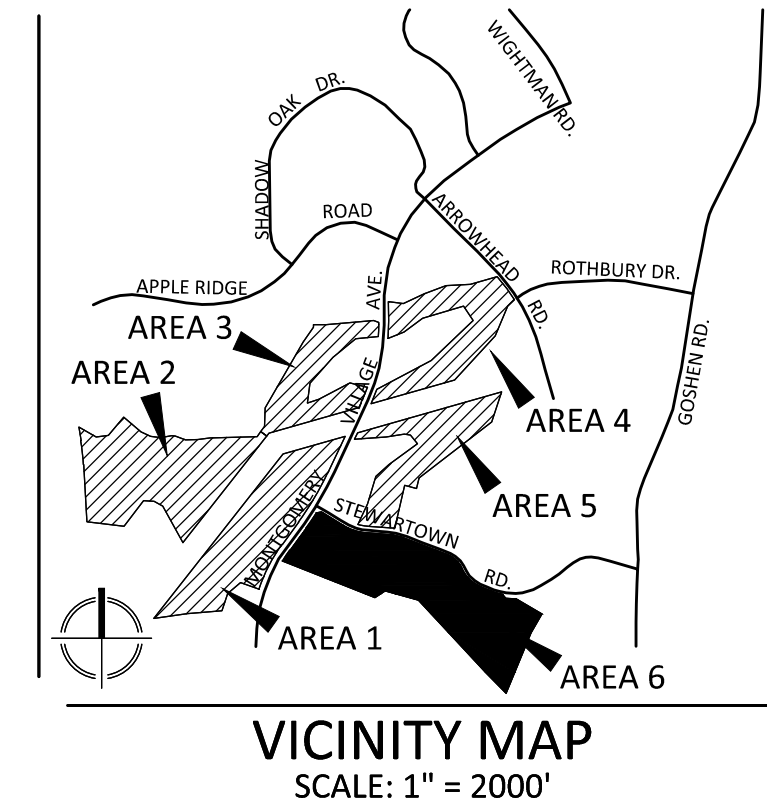 WIGHTMAN RD.
OAK DR.
SHADOW
ROAD
ARROWHEAD
RD.
ROTHBURY DR.
APPLE RIDGE
AVE.
AREA 3
GOSHEN RD.
AREA 2
VILLAGE
AREA 4
AREA 5
MONTGOMERY
STEWARTOWN
RD.
AREA 1
AREA 6
VICINITY MAP
SCALE: 1" = 2000'